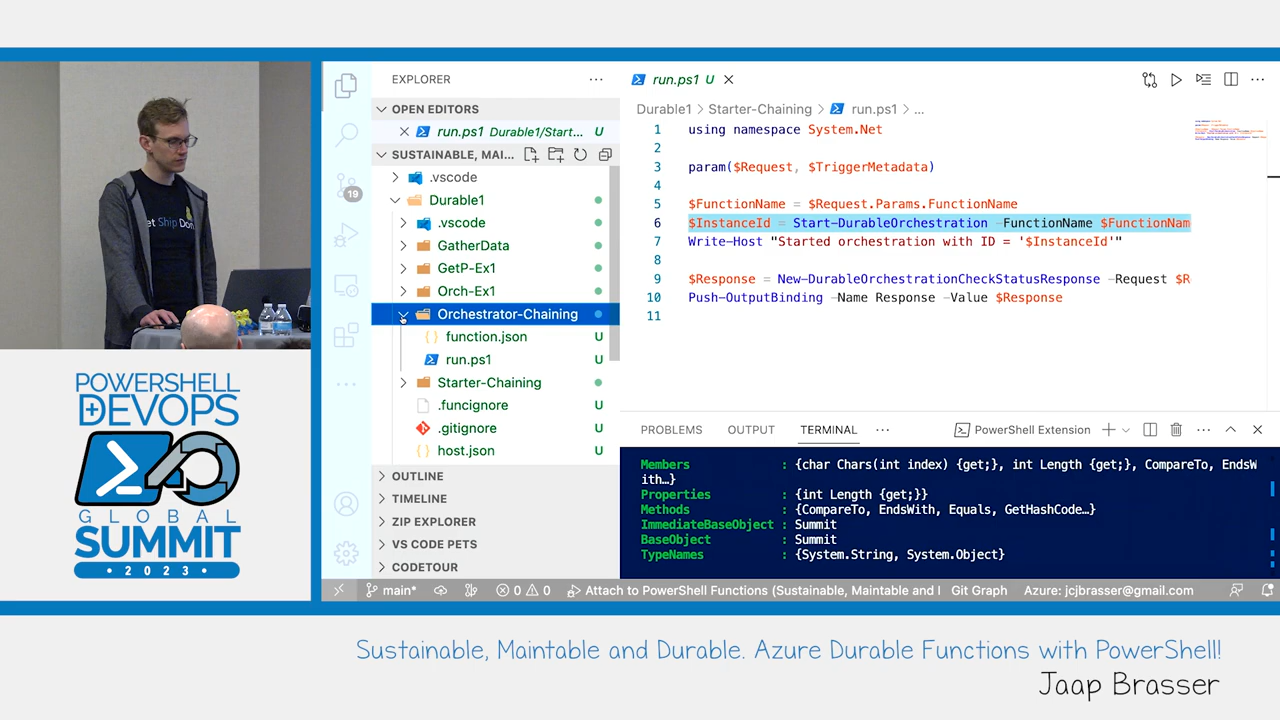 EXPLORER
OPEN EDITORS
run.ps1 Durable1/Start... U
SUSTAINABLE, MAI...
.vscode
Durable1
.vscode
GatherData
GetP-Ex1
Orch-Ex1
Orchestrator-Chaining
function.json U
run.ps1 U
Starter-Chaining
.funcignore U
.gitignore U
host.json U
OUTLINE
TIMELINE
ZIP EXPLORER
VS CODE PETS
CODETOUR
19
run.ps1 U
Durable1 > Starter-Chaining > run.ps1 > ...
1 using namespace System.Net
2
3 param($Request, $TriggerMetadata)
4
5 $FunctionName = $Request.Params.FunctionName
6 $InstanceId = Start-DurableOrchestration -FunctionName $FunctionNam
7 Write-Host "Started orchestration with ID = '$InstanceId'"
8
9 $Response = New-DurableOrchestrationCheckStatusResponse -Request $R
10 Push-OutputBinding -Name Response -Value $Response
11
PROBLEMS OUTPUT TERMINAL ... PowerShell Extension
Members : {char Chars(int index) {get;}, int Length {get;}, CompareTo, EndsW
ith…}
Properties : {int Length {get;}}
Methods : {CompareTo, EndsWith, Equals, GetHashCode…}
ImmediateBaseObject : Summit
BaseObject : Summit
TypeNames : {System.String, System.Object}
main* 0 0 Attach to PowerShell Functions (Sustainable, Maintable and I Git Graph Azure: jcjbrasser@gmail.com
et Ship Don
POWERSHELL
+DEVOPS
GLOBAL
SUMMIT
• 2023 •
Sustainable, Maintable and Durable. Azure Durable Functions with PowerShell!
Jaap Brasser